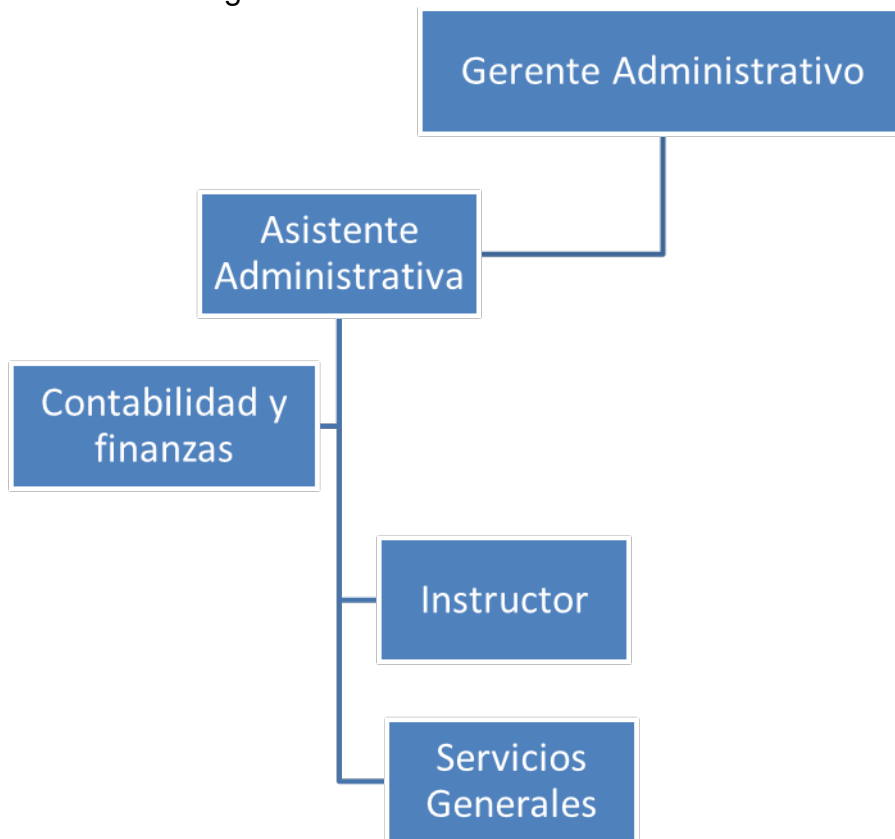 Gerente Administrativo
Asistente
Administrativa
Contabilidad y
finanzas
Instructor
Servicios
Generales